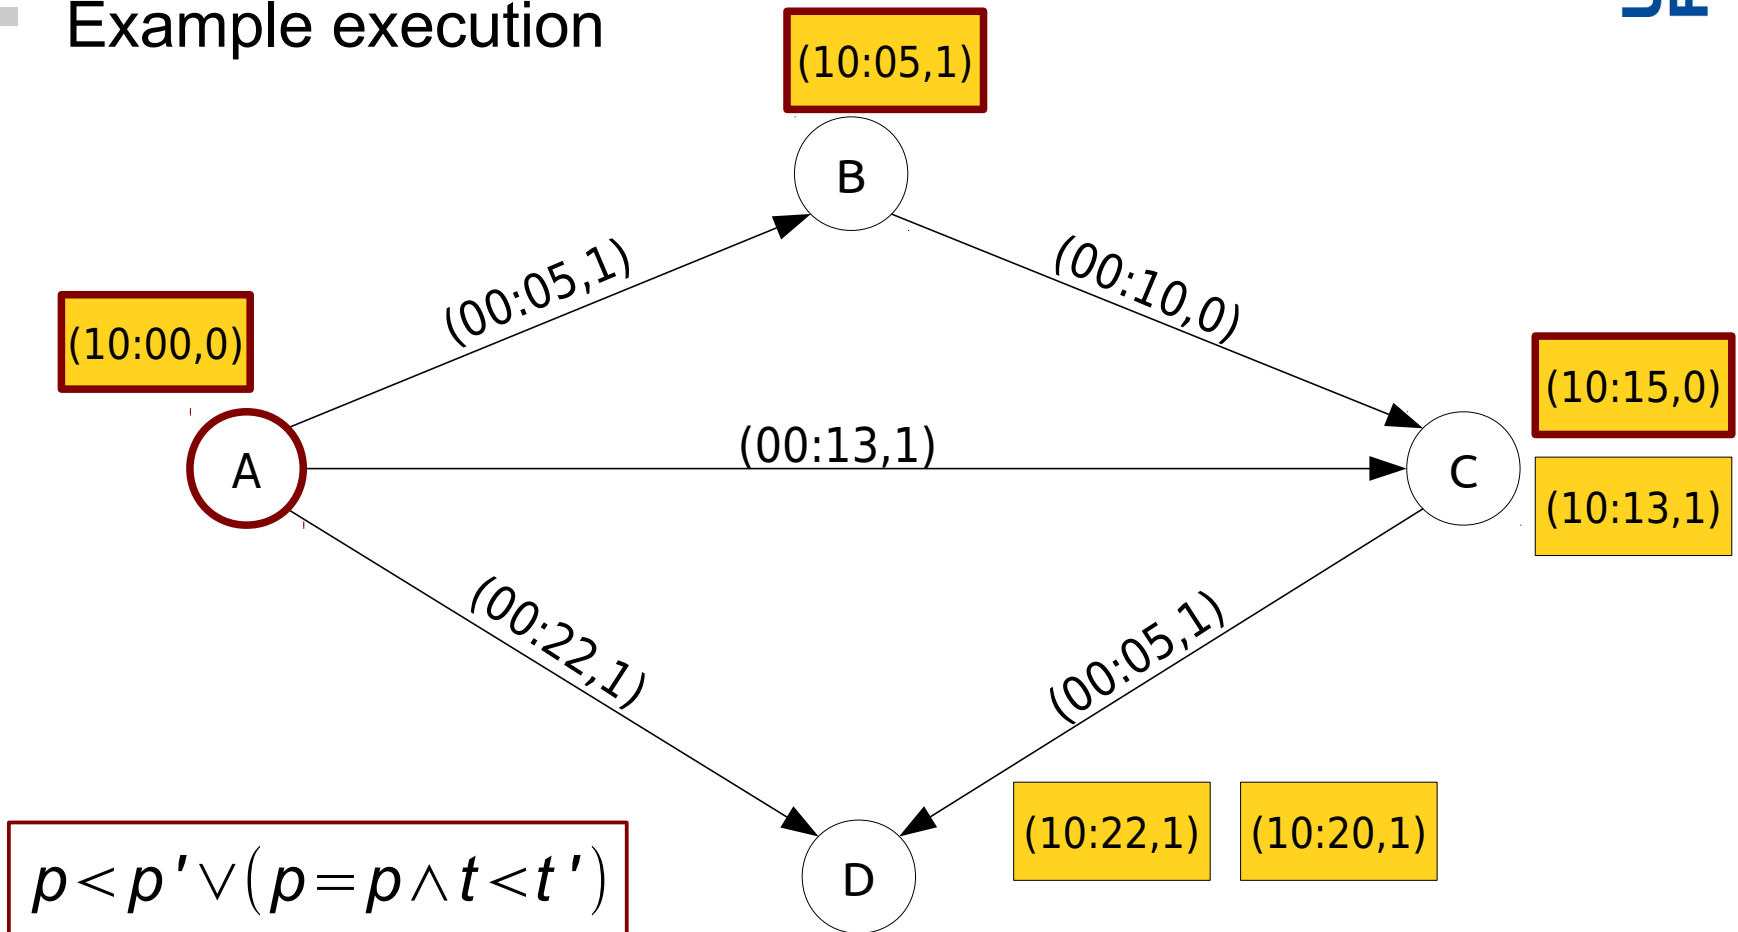 Example execution
(10:05,1)
B
(00:05,1)
(00:10,0)
(10:00,0)
(10:15,0)
A
(00:13,1)
C
(10:13,1)
(00:22,1)
(00:05,1)
(10:22,1)
(10:20,1)
D
p<p'∨(p=p∧t<t')